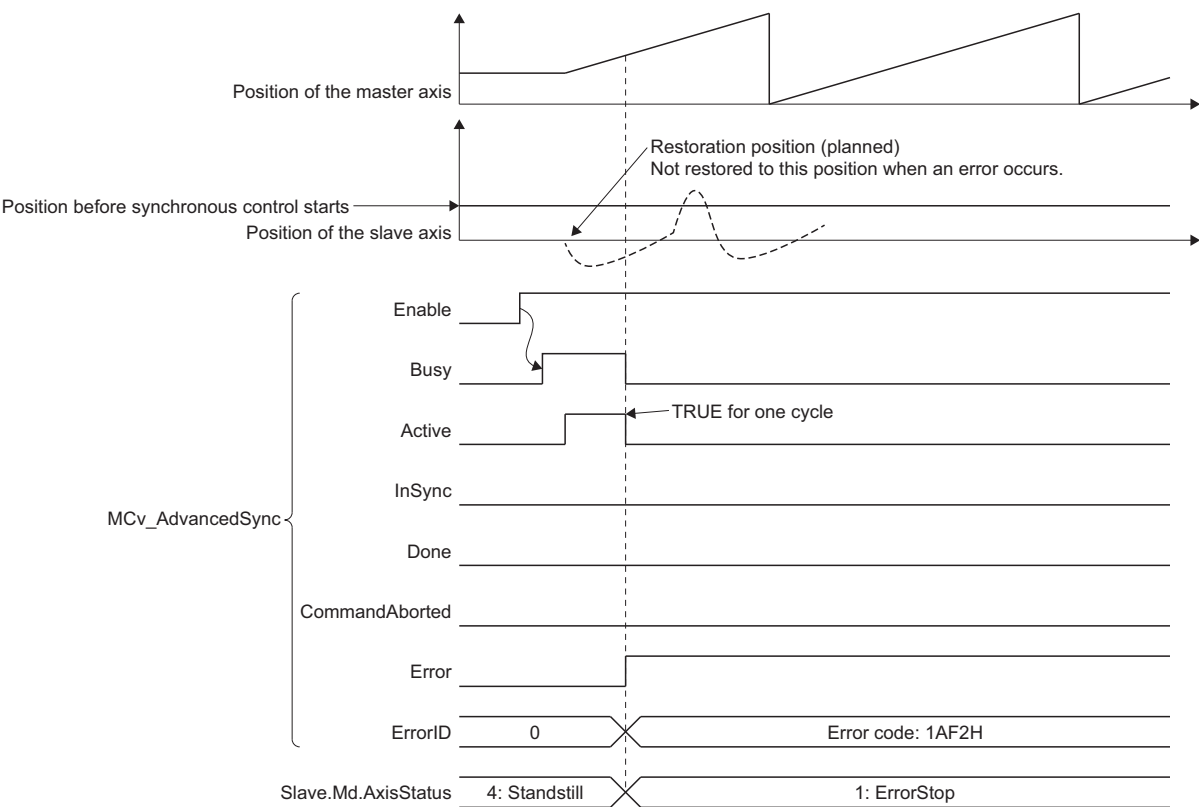 Position of the master axis
Restoration position (planned)
Not restored to this position when an error occurs.
Position before synchronous control starts
Position of the slave axis
Enable
Busy
Active
TRUE for one cycle
InSync
MCv_AdvancedSync
Done
CommandAborted
Error
ErrorID
0
Error code: 1AF2H
Slave.Md.AxisStatus
4: Standstill
1: ErrorStop